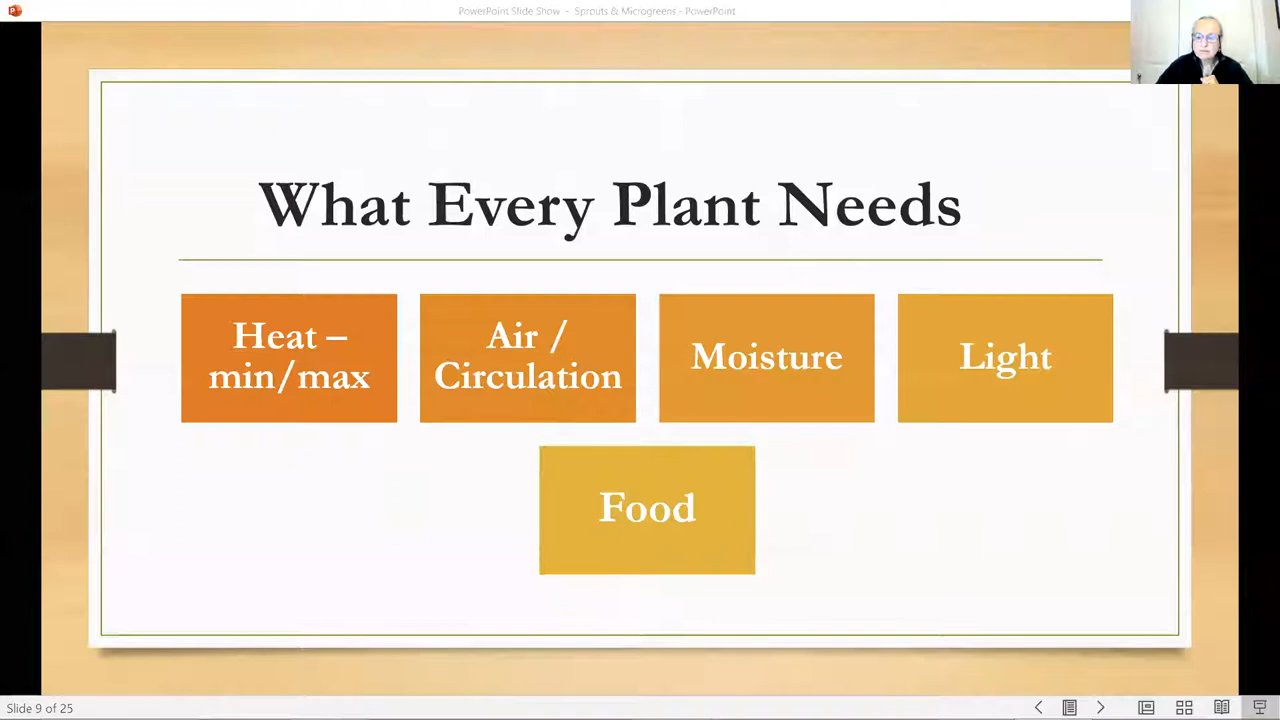 PowerPoint Slide Show - Sprouts & Microgreens - PowerPoint
What Every Plant Needs
Heat –
min/max
Air /
Circulation
Moisture
Light
Food
Slide 9 of 25